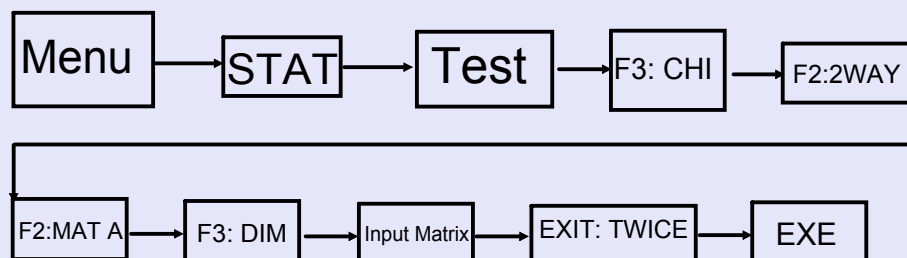 Menu
STAT
Test
F3: CHI
F2:2WAY
F2:MAT A
F3: DIM
Input Matrix
EXIT: TWICE
EXE